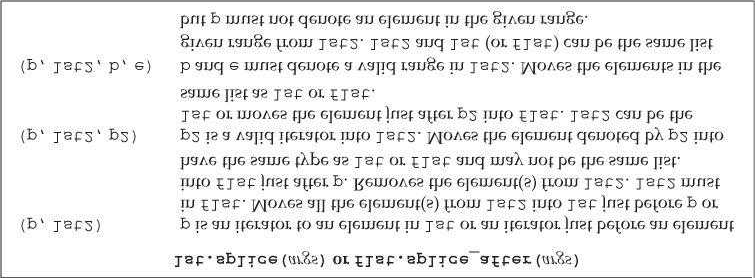 lst.splice(args) or flst.splice_after(args)
(p, lst2) p is an iterator to an element in lst or an iterator just before an element
in flst. Moves all the element(s) from lst2 into lst just before p or
into flst just after p. Removes the element(s) from lst2. lst2 must
have the same type as lst or flst and may not be the same list.
(p, lst2, p2) p2 is a valid iterator into lst2. Moves the element denoted by p2 into
lst or moves the element just after p2 into flst. lst2 can be the
same list as lst or flst.
(p, lst2, b, e) b and e must denote a valid range in lst2. Moves the elements in the
given range from lst2. lst2 and lst (or flst) can be the same list
but p must not denote an element in the given range.